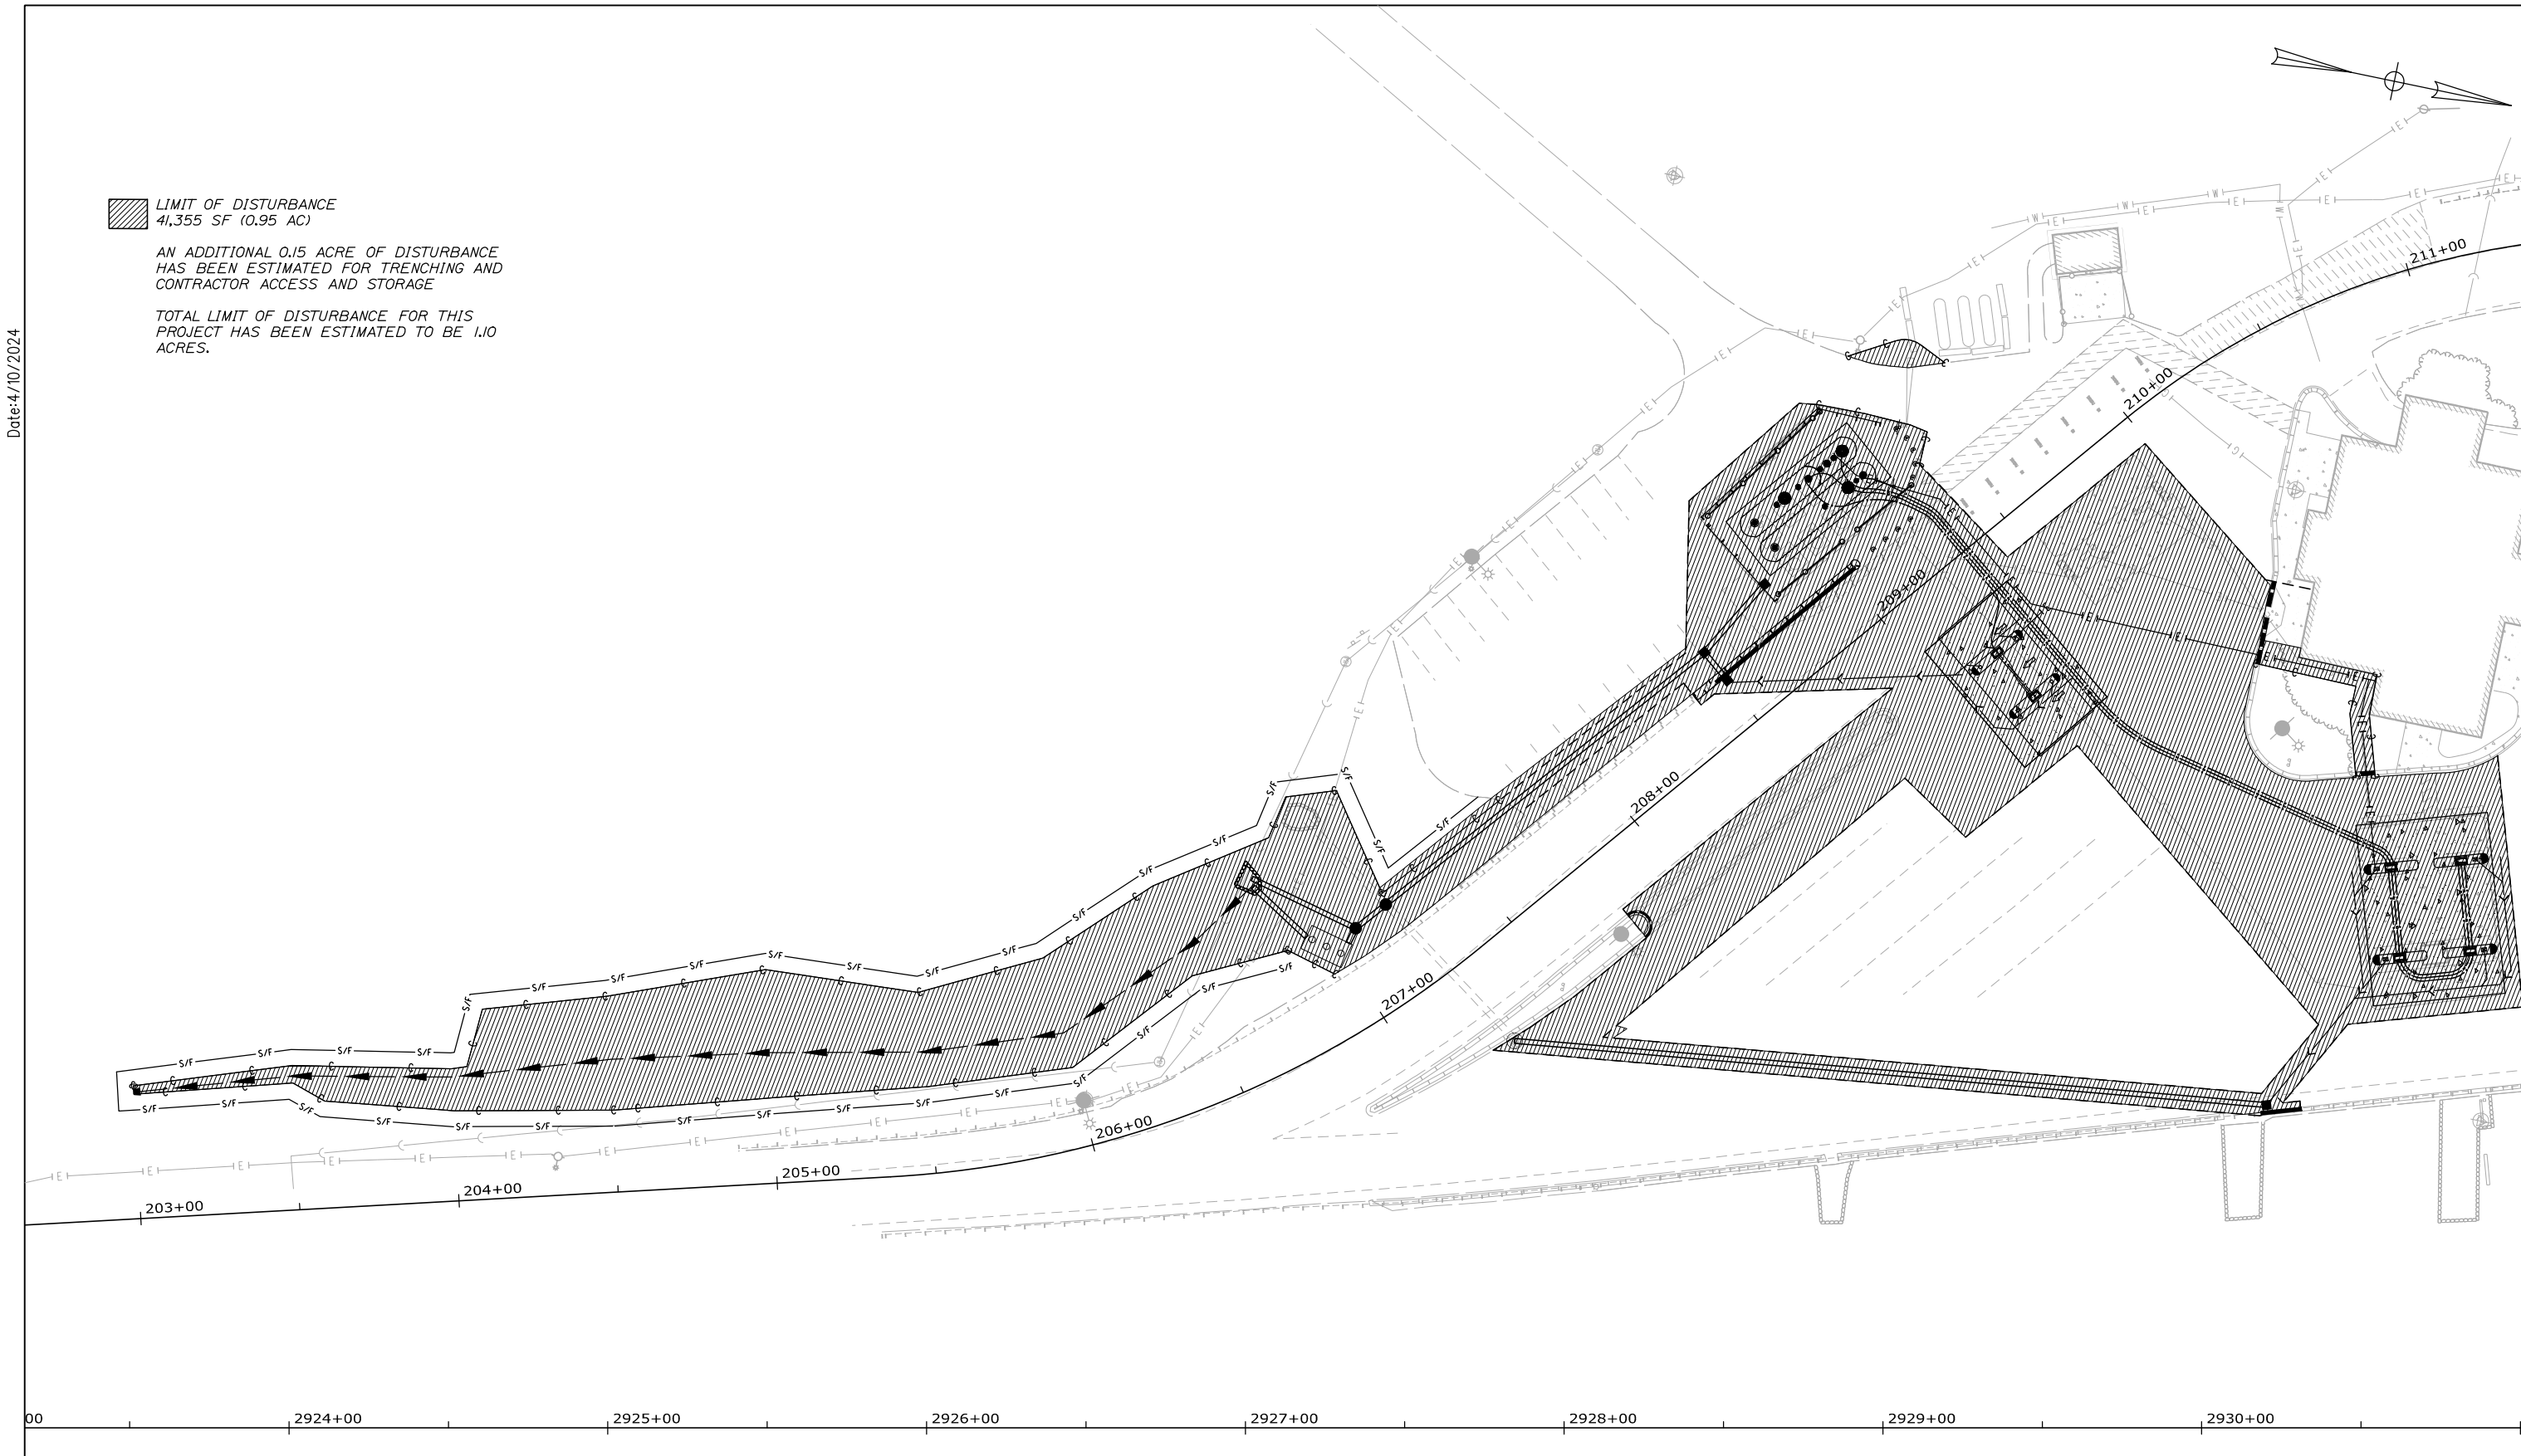 LIMIT OF DISTURBANCE
41,355 SF (0.95 AC)
AN ADDITIONAL 0.15 ACRE OF DISTURBANCE
HAS BEEN ESTIMATED FOR TRENCHING AND
CONTRACTOR ACCESS AND STORAGE
TOTAL LIMIT OF DISTURBANCE FOR THIS
PROJECT HAS BEEN ESTIMATED TO BE 1.10
ACRES.
Date:4/10/2024
211+00
210+00
209+00
208+00
207+00
206+00
205+00
204+00
203+00
00
2924+00
2925+00
2926+00
2927+00
2928+00
2929+00
2930+00